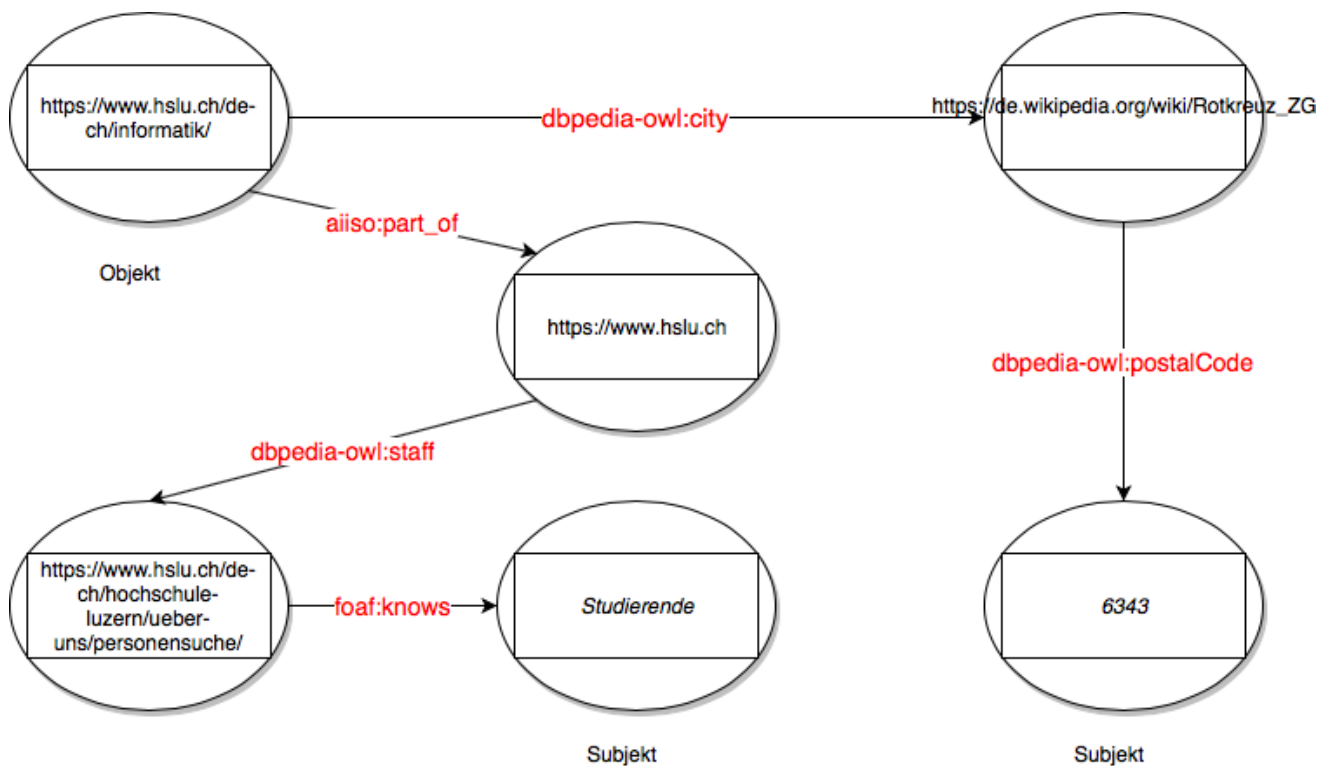 https://www.hslu.ch/de-
ch/informatik/
dbpedia-owl:city
https://de.wikipedia.org/wiki/Rotkreuz_ZG
aiiso:part_of
Objekt
https://www.hslu.ch
dbpedia-owl:postalCode
dbpedia-owl:staff
https://www.hslu.ch/de-
ch/hochschule-
luzern/ueber-
uns/personensuche/
foaf:knows
Studierende
6343
Subjekt
Subjekt